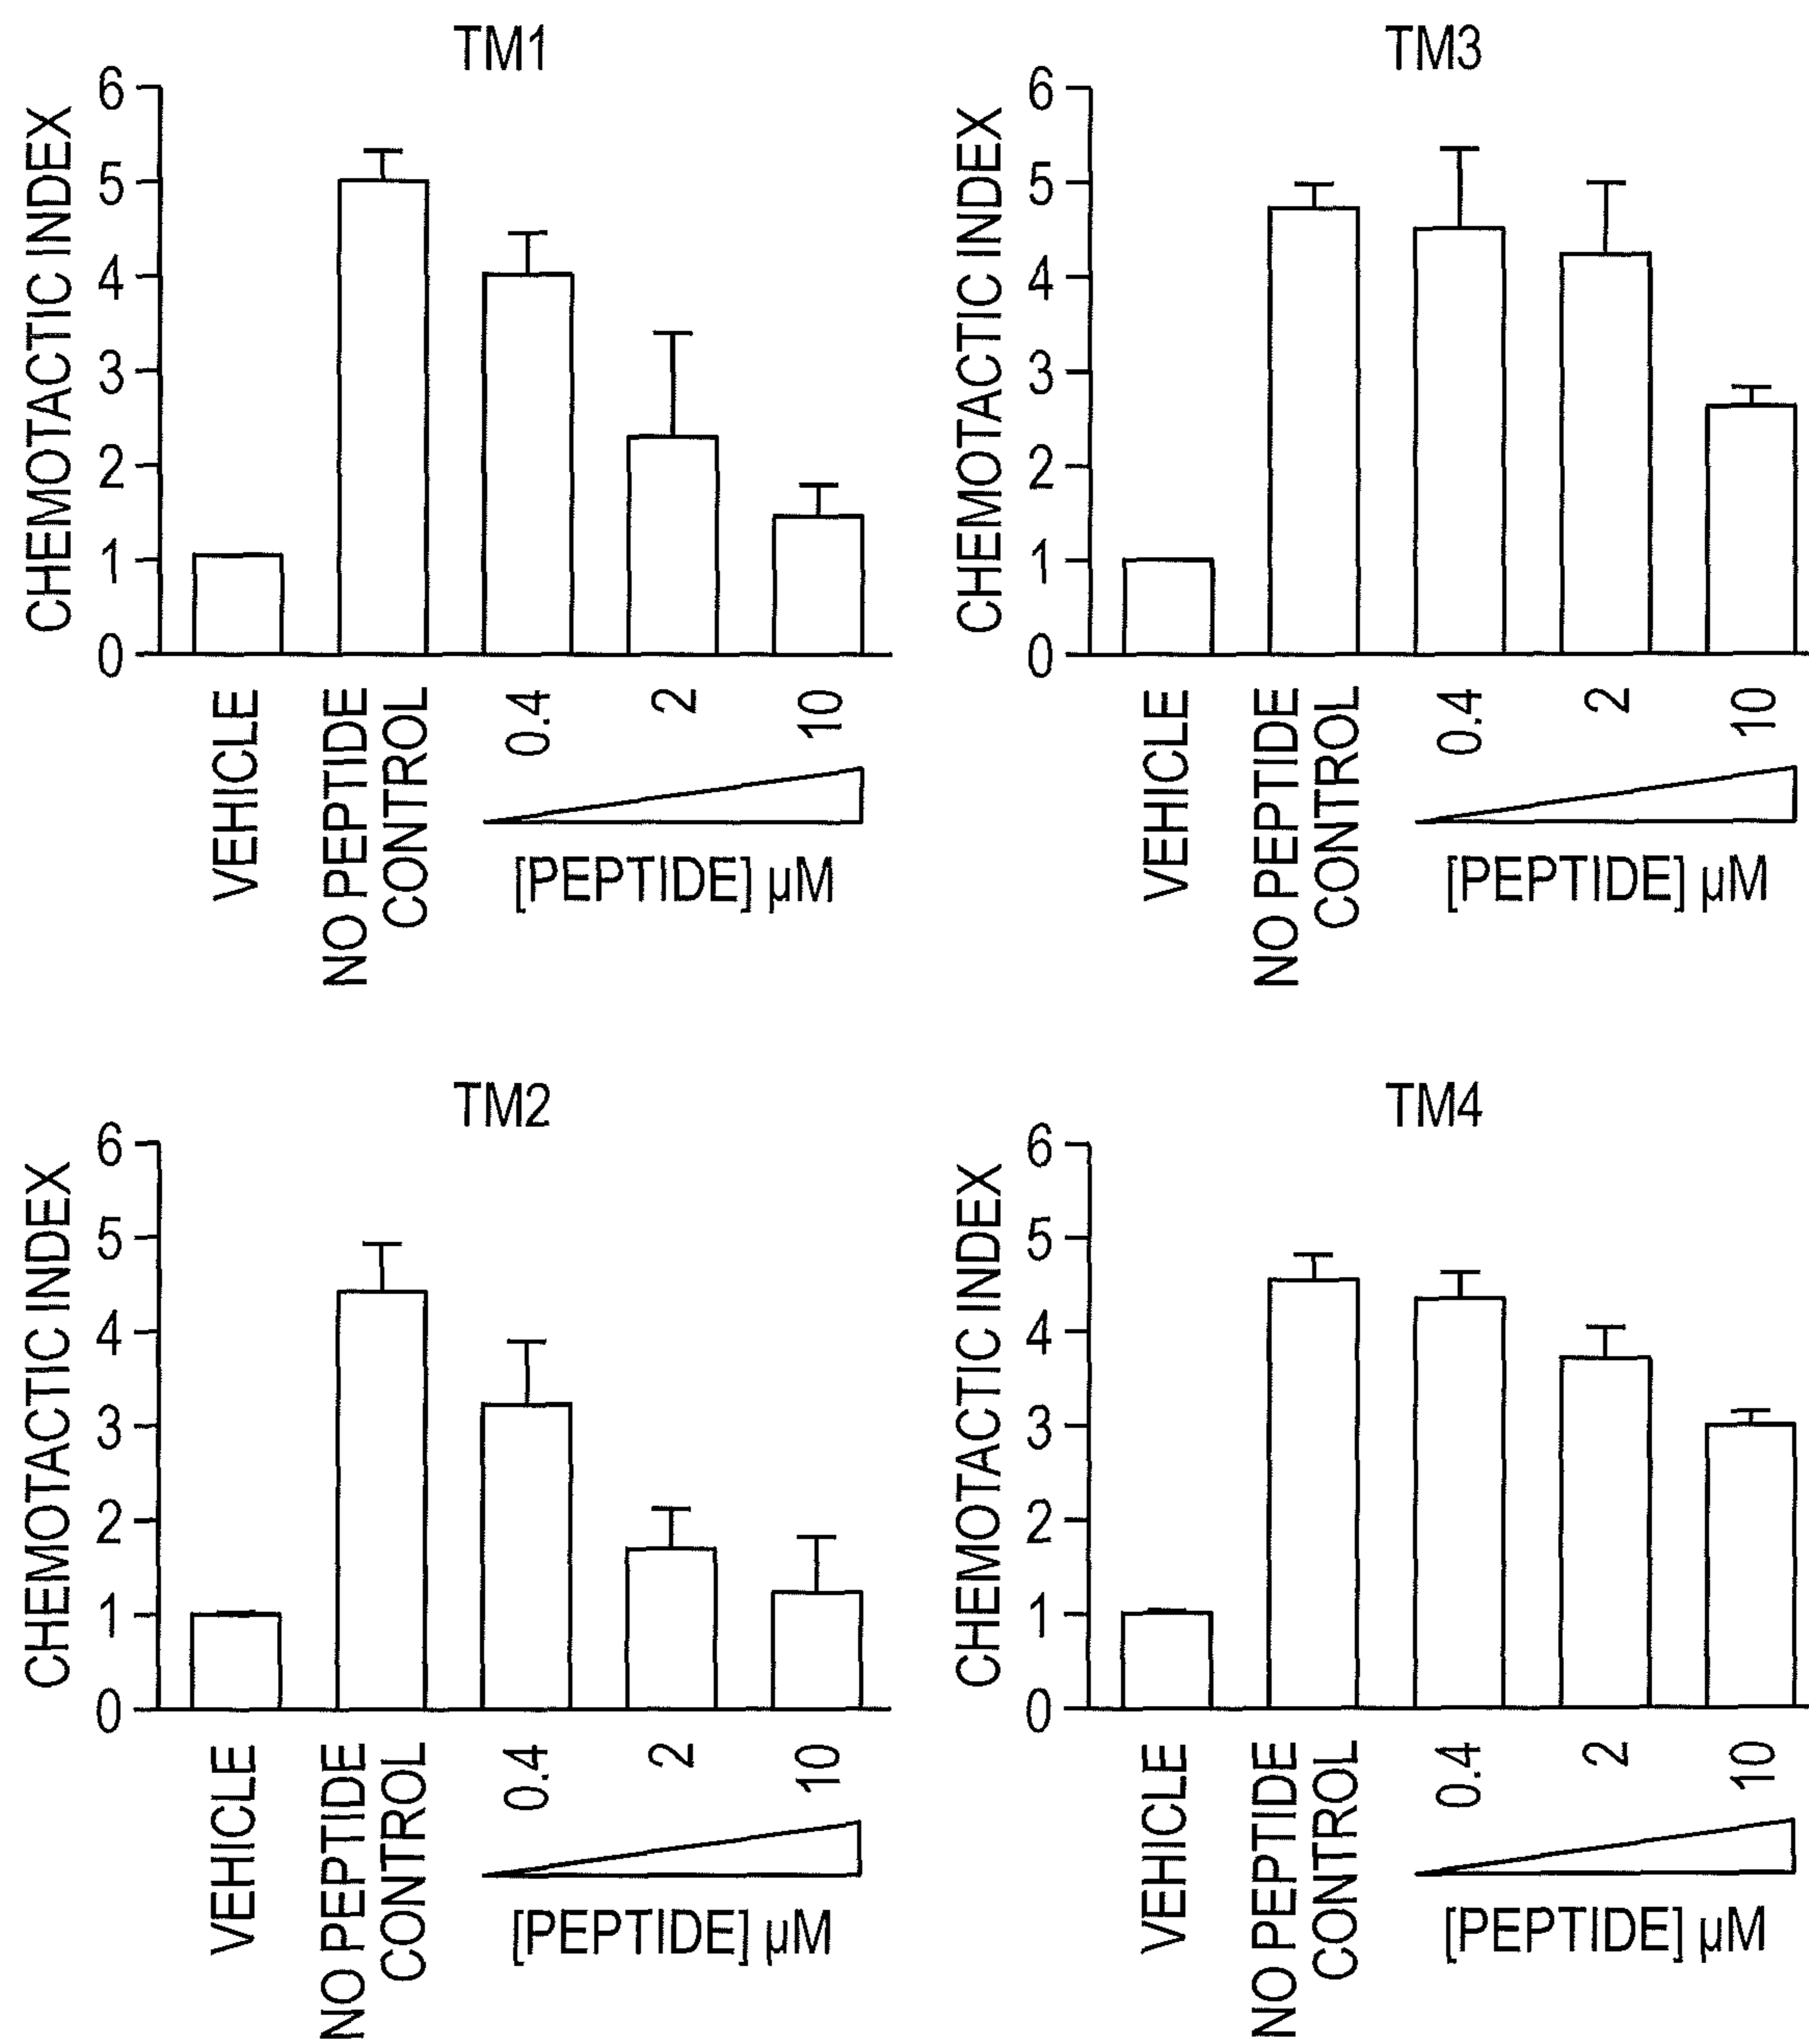 TM1
CHEMOTACTIC INDEX
6
5
4
3
2
1
0
VEHICLE
NO PEPTIDE
CONTROL
0.4
2
10
[PEPTIDE] µM
TM3
CHEMOTACTIC INDEX
6
5
4
3
2
1
0
VEHICLE
NO PEPTIDE
CONTROL
0.4
2
10
[PEPTIDE] µM
TM2
CHEMOTACTIC INDEX
6
5
4
3
2
1
0
VEHICLE
NO PEPTIDE
CONTROL
0.4
2
10
[PEPTIDE] µM
TM4
CHEMOTACTIC INDEX
6
5
4
3
2
1
0
VEHICLE
NO PEPTIDE
CONTROL
0.4
2
10
[PEPTIDE] µM